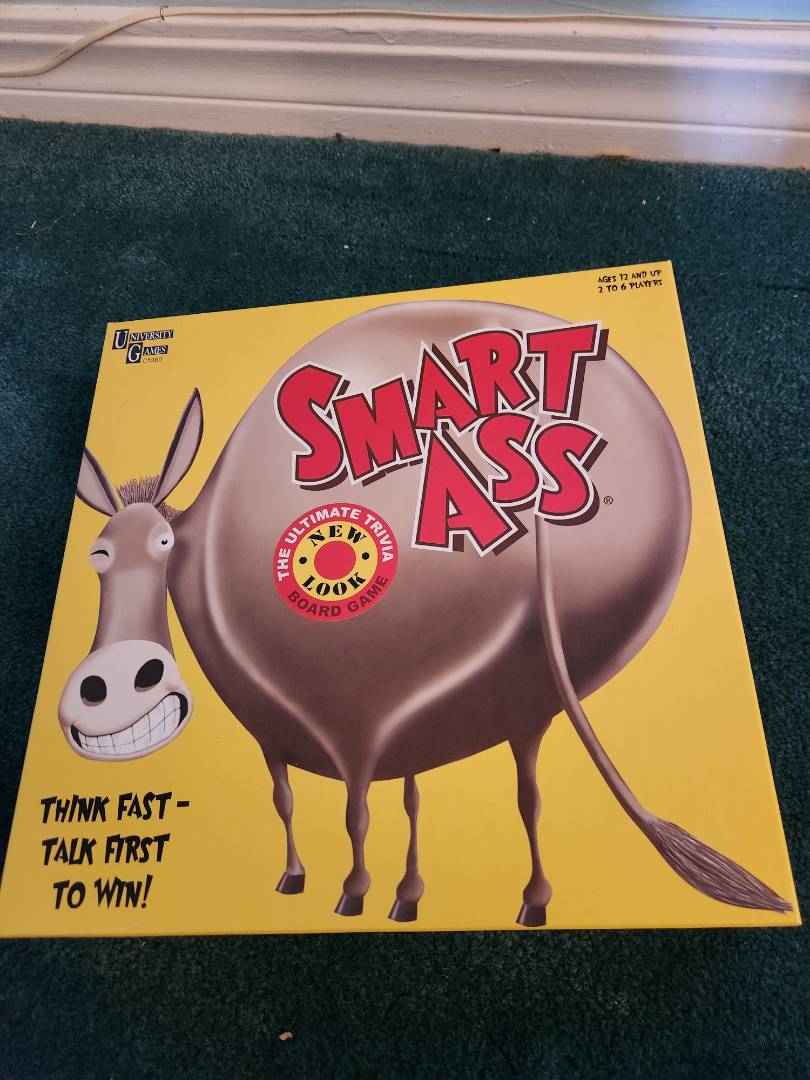 AGES 12 AND UP
2 TO 6 PLAYERS
UNIVERSITY
GAMES
01360
SMART
ASS®
THE ULTIMATE TRIVIA
NEW
LOOK
BOARD GAME
THINK FAST -
TALK FIRST
TO WIN!